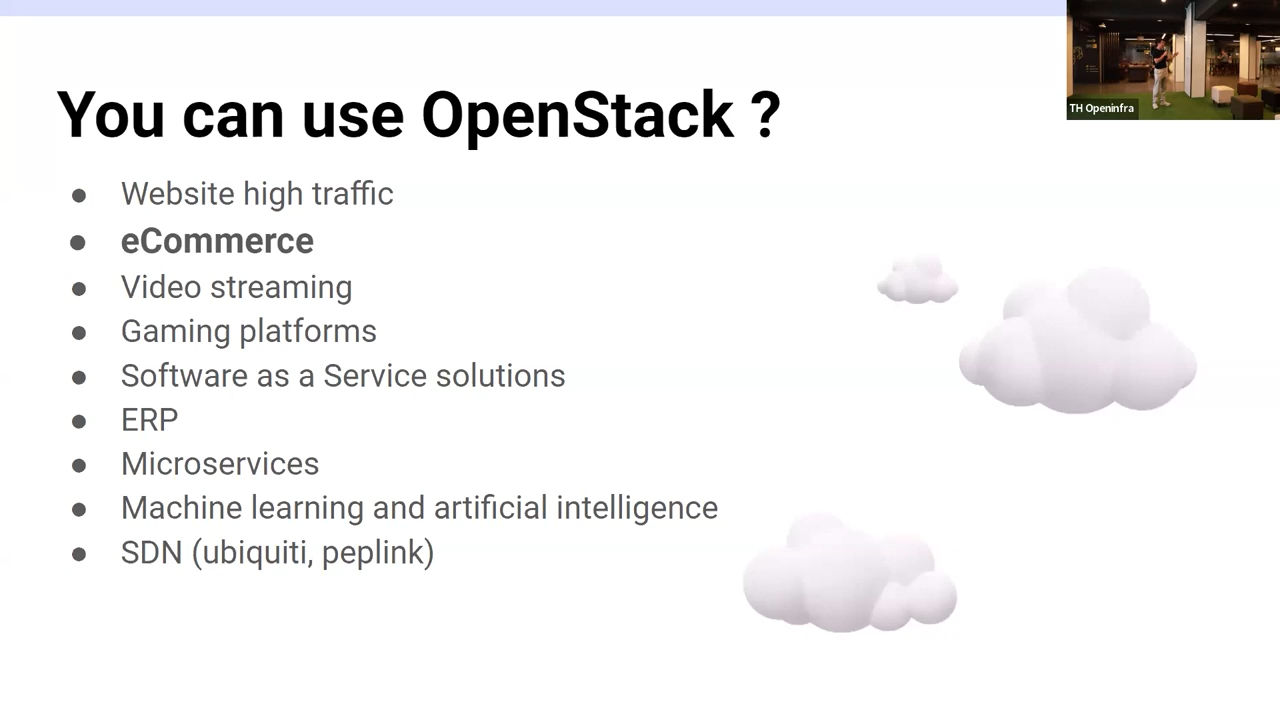 You can use OpenStack ?
● Website high traffic
● eCommerce
● Video streaming
● Gaming platforms
● Software as a Service solutions
● ERP
● Microservices
● Machine learning and artificial intelligence
● SDN (ubiquiti, peplink)
TH Openinfra